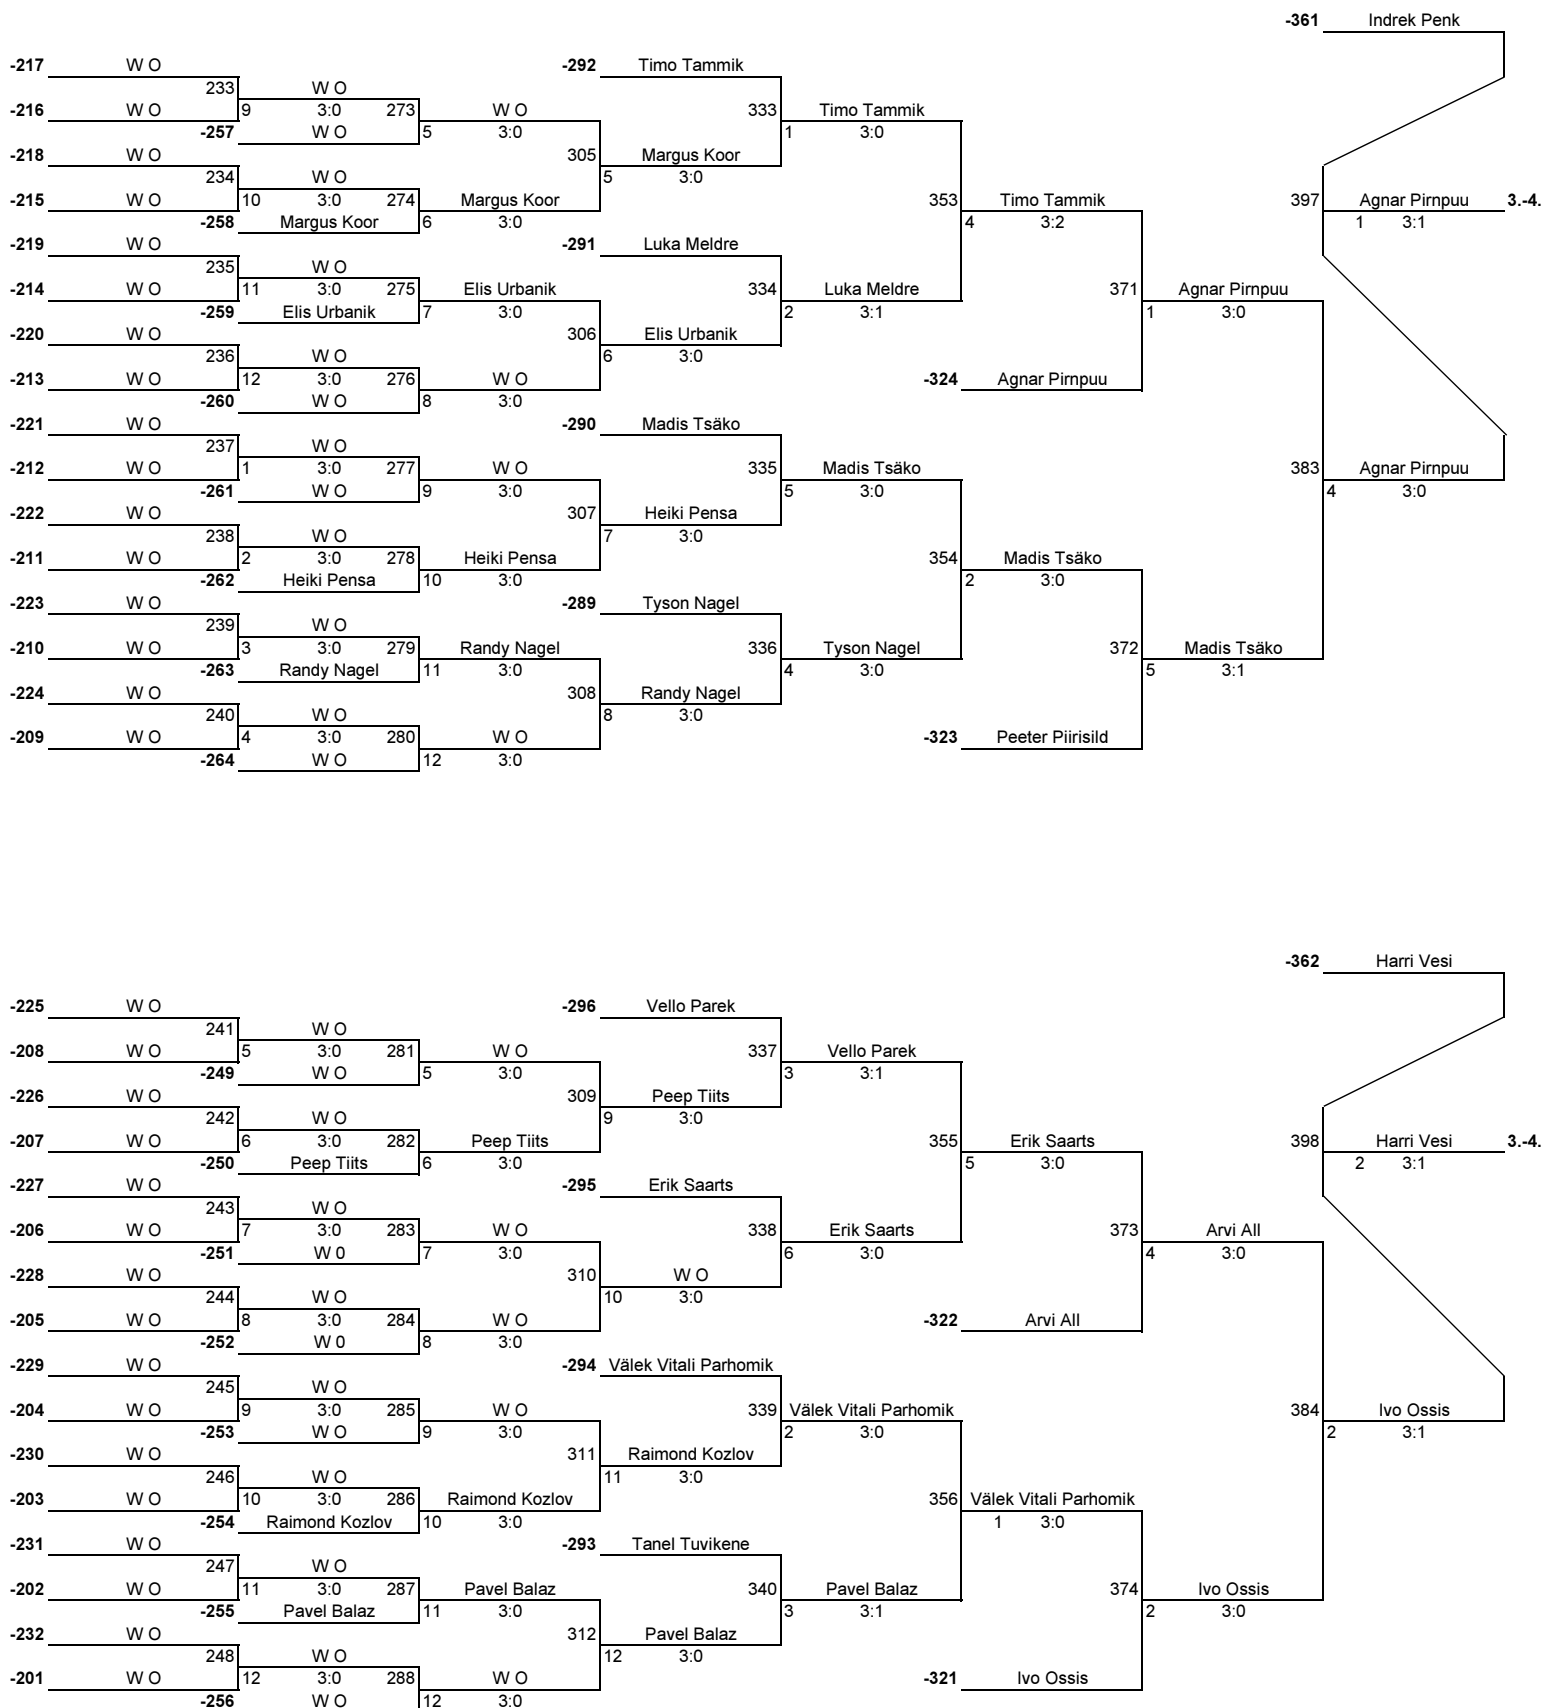 -361 Indrek Penk
-217 W O -292 Timo Tammik
233 W O
-216 W O 9 3:0 273 W O 333 Timo Tammik
-257 W O 5 3:0 1 3:0
-218 W O 305 Margus Koor
234 W O 5 3:0
-215 W O 10 3:0 274 Margus Koor 353 Timo Tammik 397 Agnar Pirnpuu 3.-4.
-258 Margus Koor 6 3:0 4 3:2 1 3:1
-219 W O -291 Luka Meldre
235 W O
-214 W O 11 3:0 275 Elis Urbanik 334 Luka Meldre 371 Agnar Pirnpuu
-259 Elis Urbanik 7 3:0 2 3:1 1 3:0
-220 W O 306 Elis Urbanik
236 W O 6 3:0
-213 W O 12 3:0 276 W O -324 Agnar Pirnpuu
-260 W O 8 3:0
-221 W O -290 Madis Tsäko
237 W O
-212 W O 1 3:0 277 W O 335 Madis Tsäko 383 Agnar Pirnpuu
-261 W O 9 3:0 5 3:0 4 3:0
-222 W O 307 Heiki Pensa
238 W O 7 3:0
-211 W O 2 3:0 278 Heiki Pensa 354 Madis Tsäko
-262 Heiki Pensa 10 3:0 2 3:0
-223 W O -289 Tyson Nagel
239 W O
-210 W O 3 3:0 279 Randy Nagel 336 Tyson Nagel 372 Madis Tsäko
-263 Randy Nagel 11 3:0 4 3:0 5 3:1
-224 W O 308 Randy Nagel
240 W O 8 3:0
-209 W O 4 3:0 280 W O -323 Peeter Piirisild
-264 W O 12 3:0
-362 Harri Vesi
-225 W O -296 Vello Parek
241 W O
-208 W O 5 3:0 281 W O 337 Vello Parek
-249 W O 5 3:0 3 3:1
-226 W O 309 Peep Tiits
242 W O 9 3:0
-207 W O 6 3:0 282 Peep Tiits 355 Erik Saarts 398 Harri Vesi 3.-4.
-250 Peep Tiits 6 3:0 5 3:0 2 3:1
-227 W O -295 Erik Saarts
243 W O
-206 W O 7 3:0 283 W O 338 Erik Saarts 373 Arvi All
-251 W 0 7 3:0 6 3:0 4 3:0
-228 W O 310 W O
244 W O 10 3:0
-205 W O 8 3:0 284 W O -322 Arvi All
-252 W 0 8 3:0
-229 W O -294 Välek Vitali Parhomik
245 W O
-204 W O 9 3:0 285 W O 339 Välek Vitali Parhomik 384 Ivo Ossis
-253 W O 9 3:0 2 3:0 2 3:1
-230 W O 311 Raimond Kozlov
246 W O 11 3:0
-203 W O 10 3:0 286 Raimond Kozlov 356 Välek Vitali Parhomik
-254 Raimond Kozlov 10 3:0 1 3:0
-231 W O -293 Tanel Tuvikene
247 W O
-202 W O 11 3:0 287 Pavel Balaz 340 Pavel Balaz 374 Ivo Ossis
-255 Pavel Balaz 11 3:0 3 3:1 2 3:0
-232 W O 312 Pavel Balaz
248 W O 12 3:0
-201 W O 12 3:0 288 W O -321 Ivo Ossis
-256 W O 12 3:0